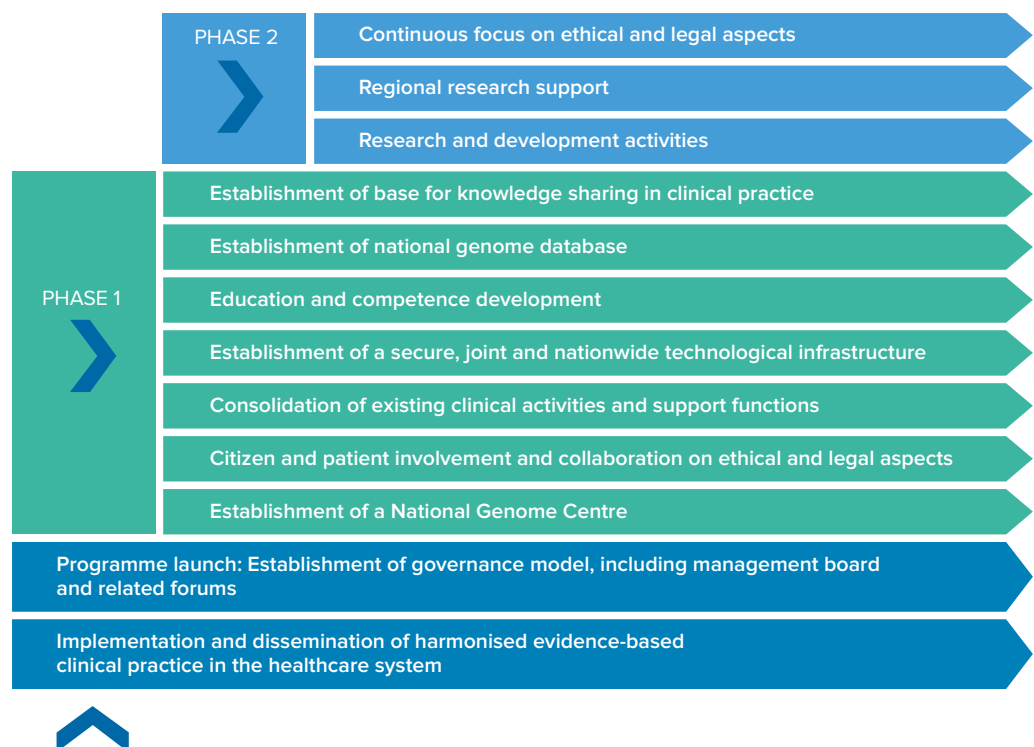 PHASE 2
Continuous focus on ethical and legal aspects
Regional research support
Research and development activities
PHASE 1
Establishment of base for knowledge sharing in clinical practice
Establishment of national genome database
Education and competence development
Establishment of a secure, joint and nationwide technological infrastructure
Consolidation of existing clinical activities and support functions
Citizen and patient involvement and collaboration on ethical and legal aspects
Establishment of a National Genome Centre
Programme launch: Establishment of governance model, including management board
and related forums
Implementation and dissemination of harmonised evidence-based
clinical practice in the healthcare system